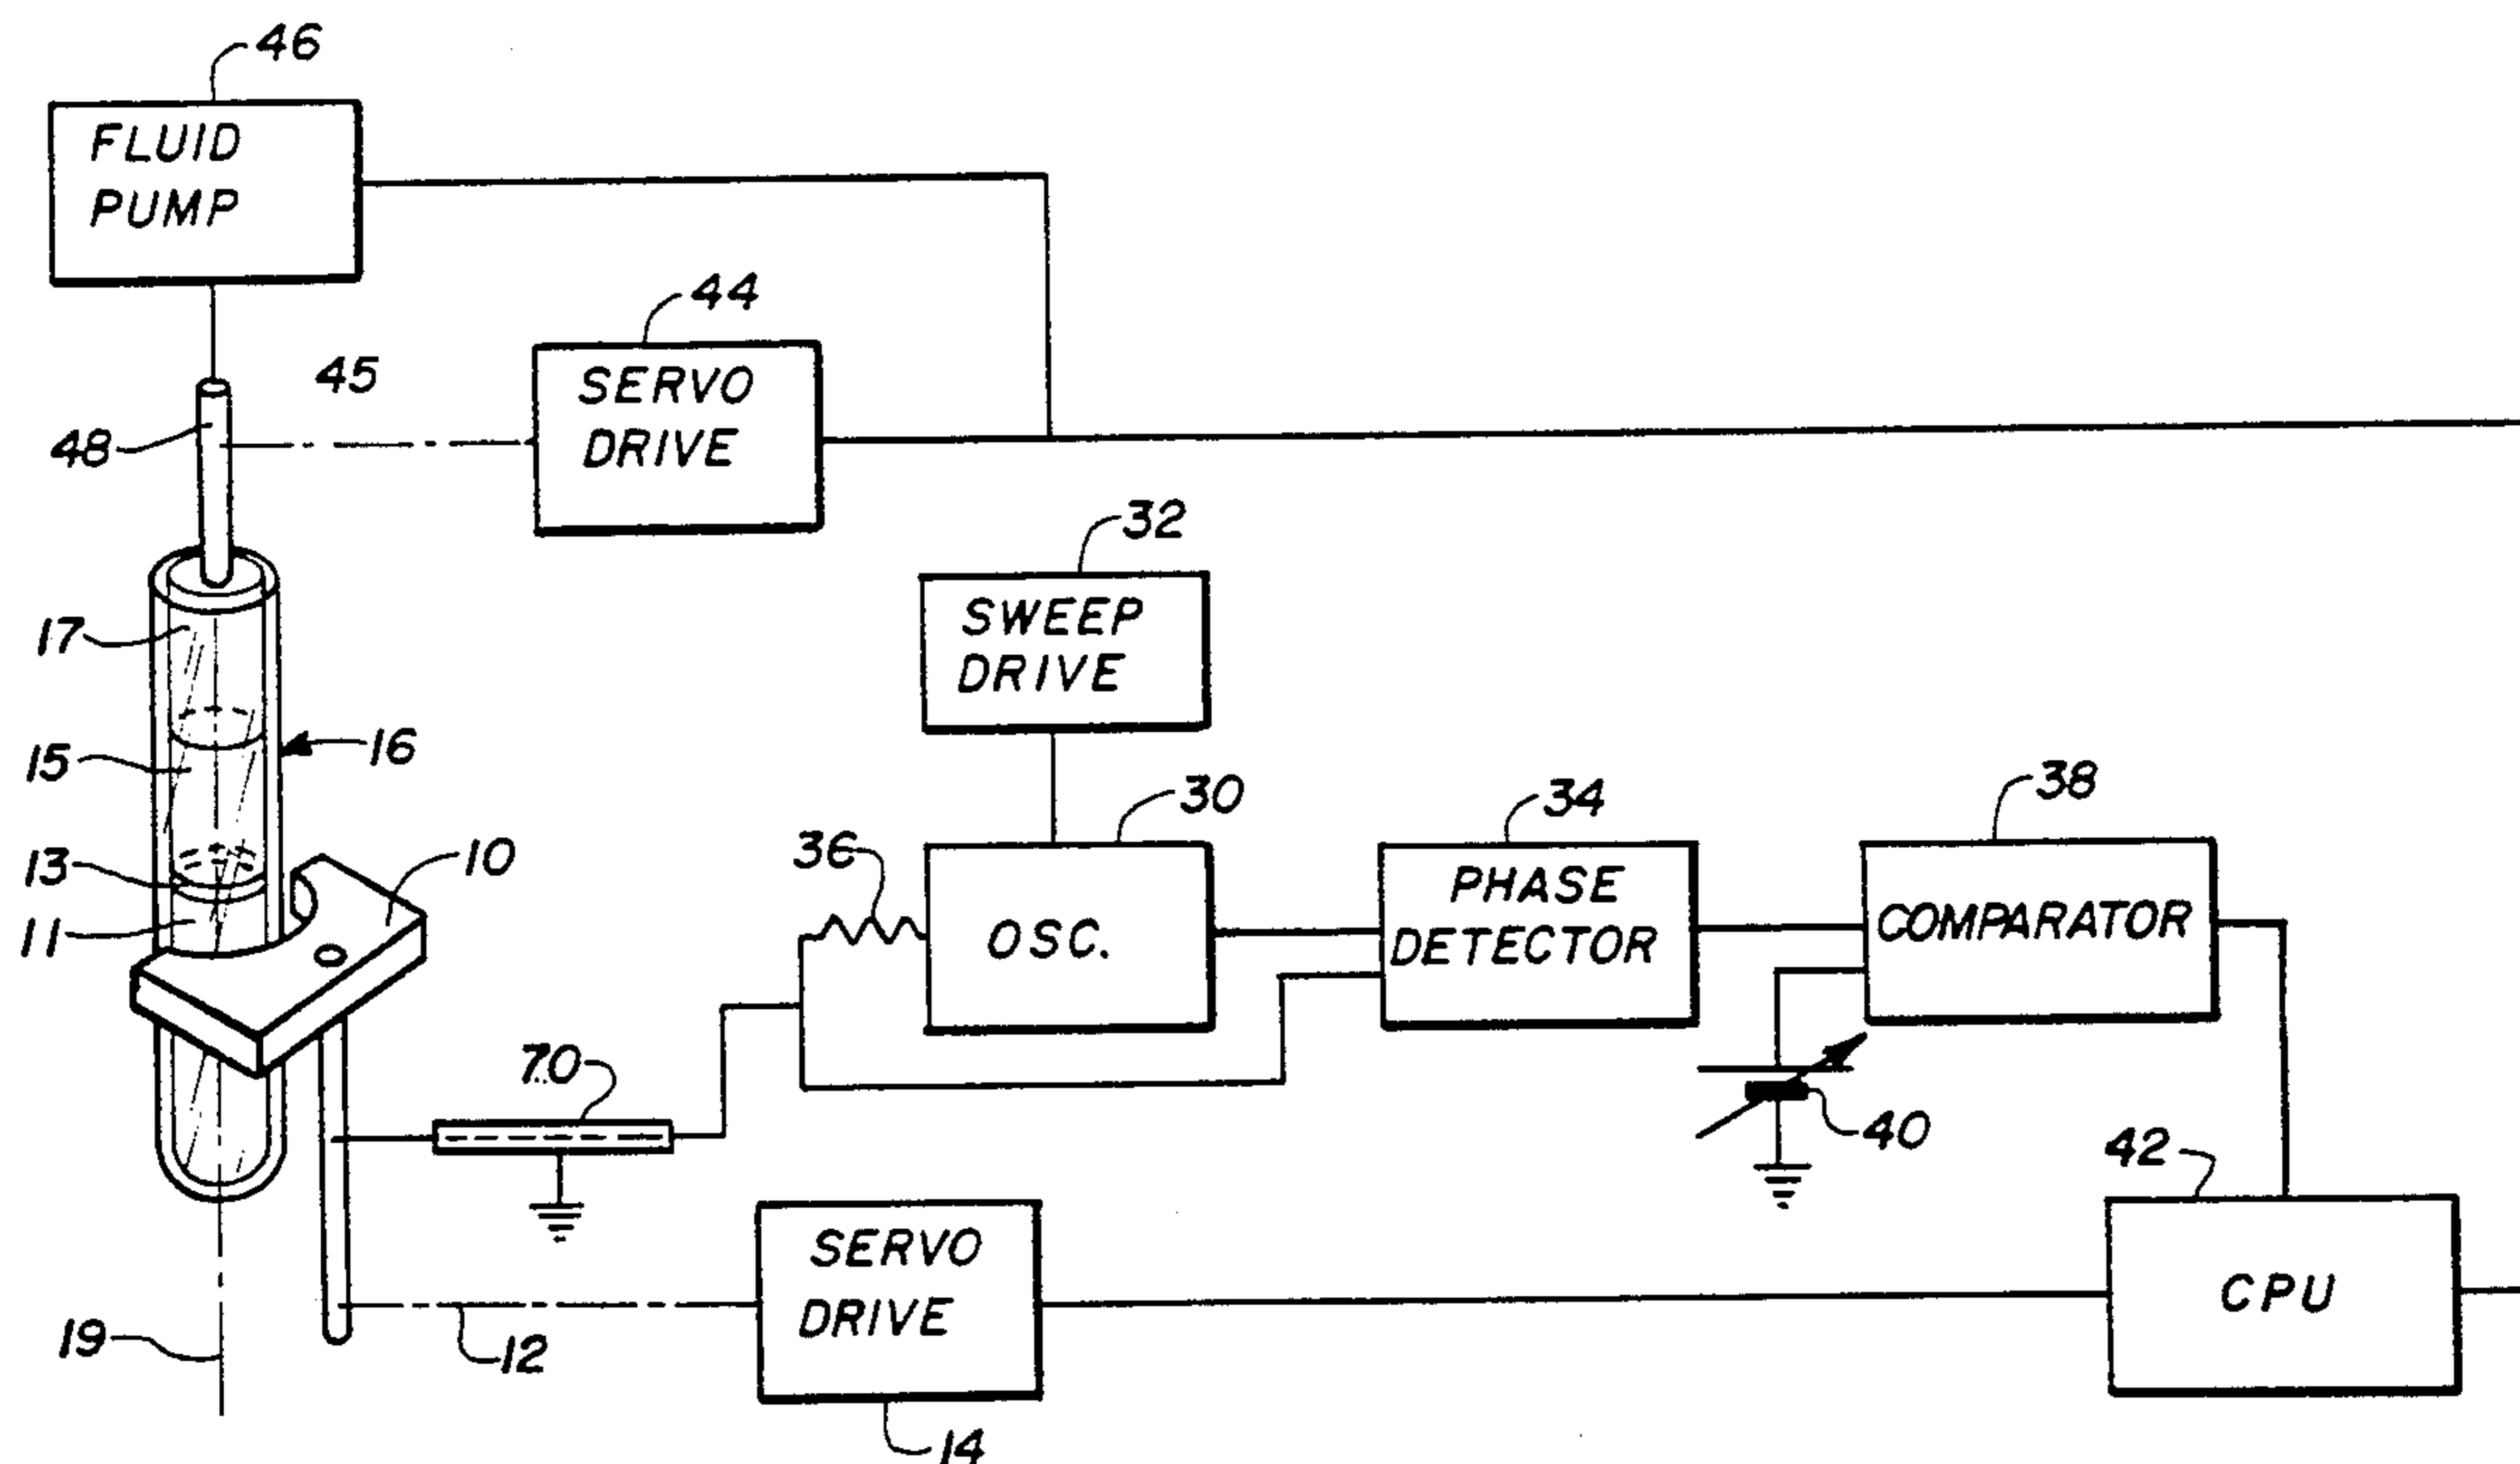 46
FLUID
PUMP
44
45
SERVO
DRIVE
48
32
SWEEP
DRIVE
17
16
15
30
34
38
36
13
10
11
OSC.
PHASE
DETECTOR
COMPARATOR
70
40
42
SERVO
DRIVE
CPU
19
12
14